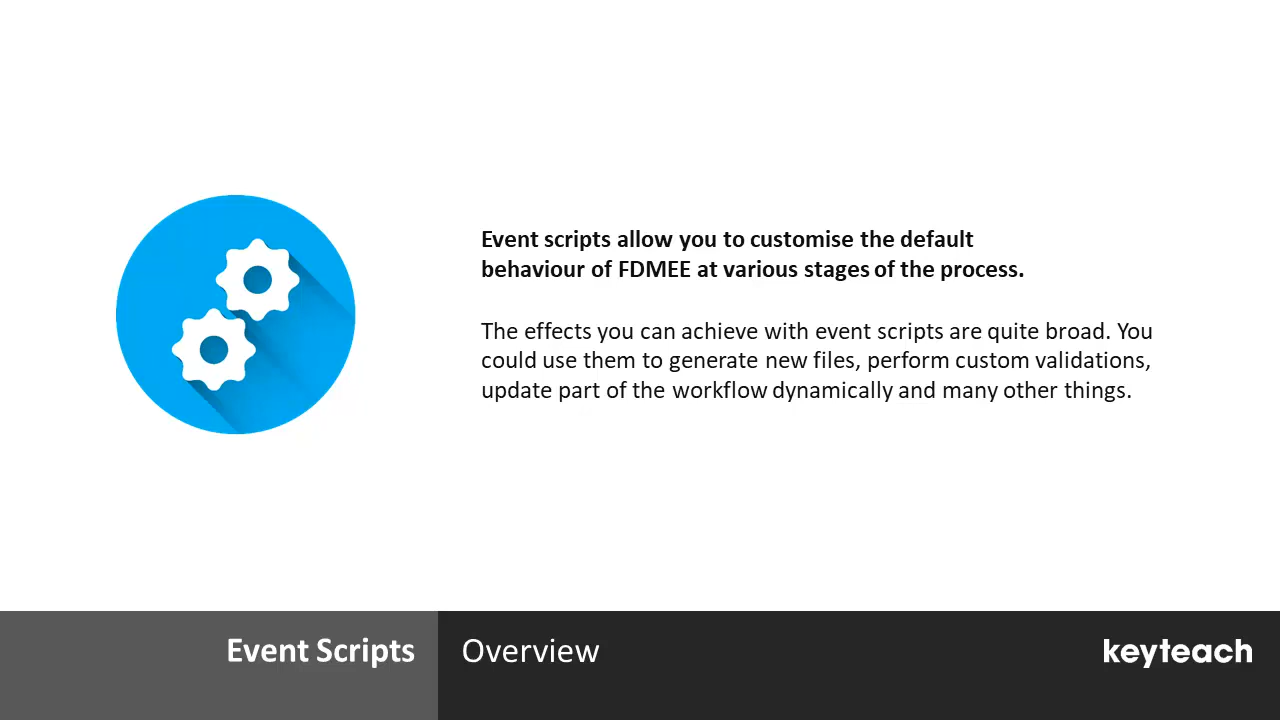 Event scripts allow you to customise the default
behaviour of FDMEE at various stages of the process.
The effects you can achieve with event scripts are quite broad. You
could use them to generate new files, perform custom validations,
update part of the workflow dynamically and many other things.
Event Scripts
Overview
keyteach